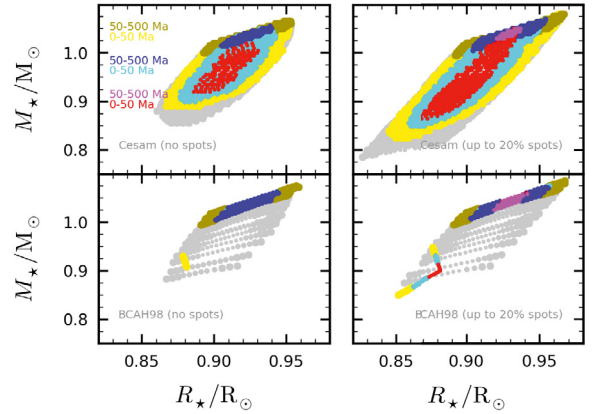 50-500 Ma
0-50 Ma
50-500 Ma
0-50 Ma
50-500 Ma
0-50 Ma
M⋆/M⊙
1.0
0.9
0.8
Cesam (no spots)
Cesam (up to 20% spots)
M⋆/M⊙
1.0
0.9
0.8
BCAH98 (no spots)
BCAH98 (up to 20% spots)
0.85
0.90
0.95
0.85
0.90
0.95
R⋆/R⊙
R⋆/R⊙